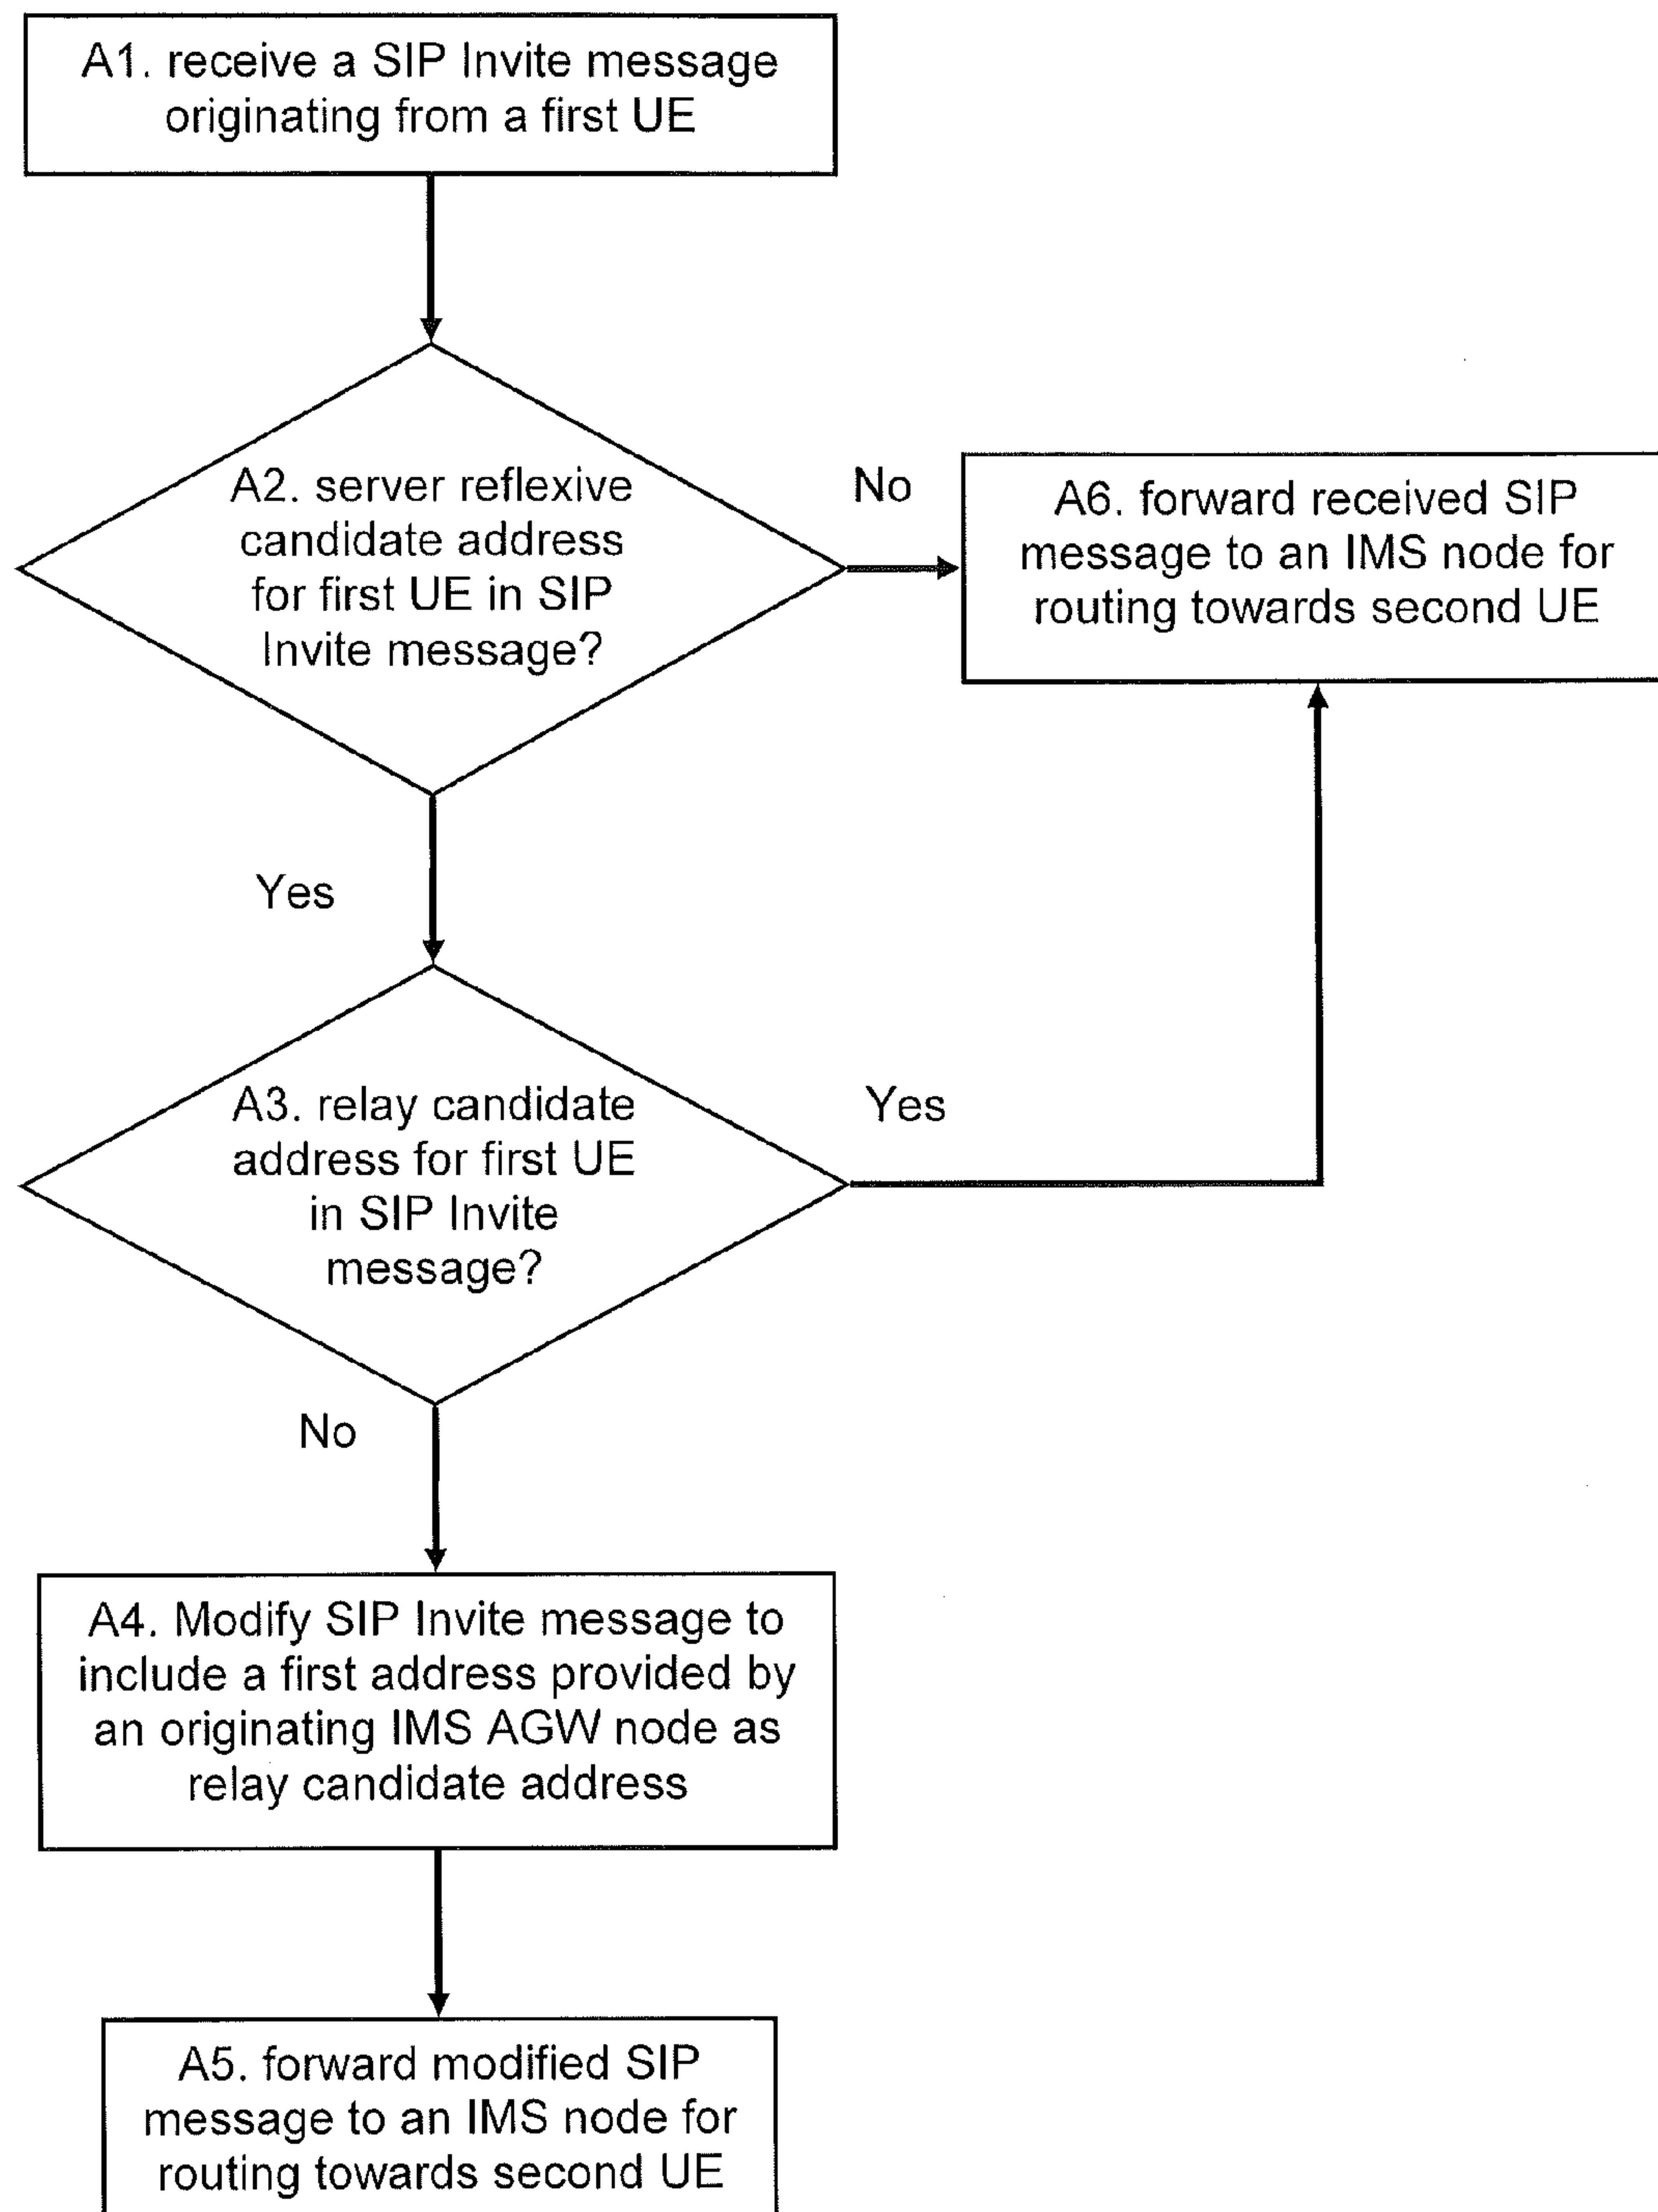 A1. receive a SIP Invite message
originating from a first UE
A2. server reflexive
candidate address
for first UE in SIP
Invite message?
No
A6. forward received SIP
message to an IMS node for
routing towards second UE
Yes
A3. relay candidate
address for first UE
in SIP Invite
message?
Yes
No
A4. Modify SIP Invite message to
include a first address provided by
an originating IMS AGW node as
relay candidate address
A5. forward modified SIP
message to an IMS node for
routing towards second UE